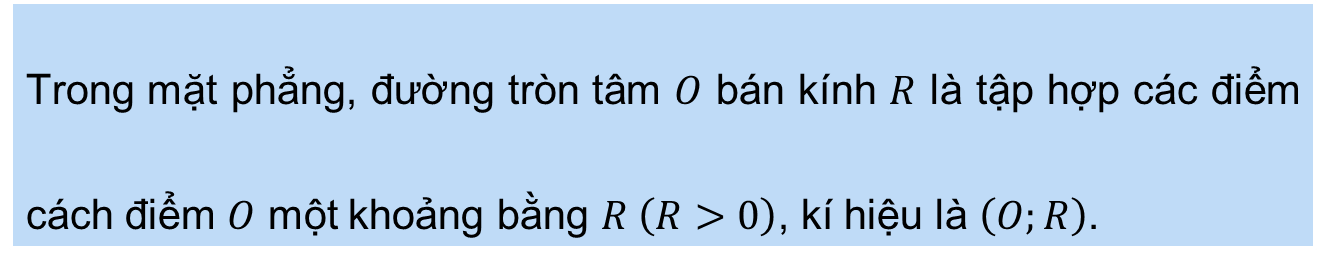 Trong mặt phẳng, đường tròn tâm O bán kính R là tập hợp các điểm
cách điểm O một khoảng bằng R (R > 0), kí hiệu là (O; R).